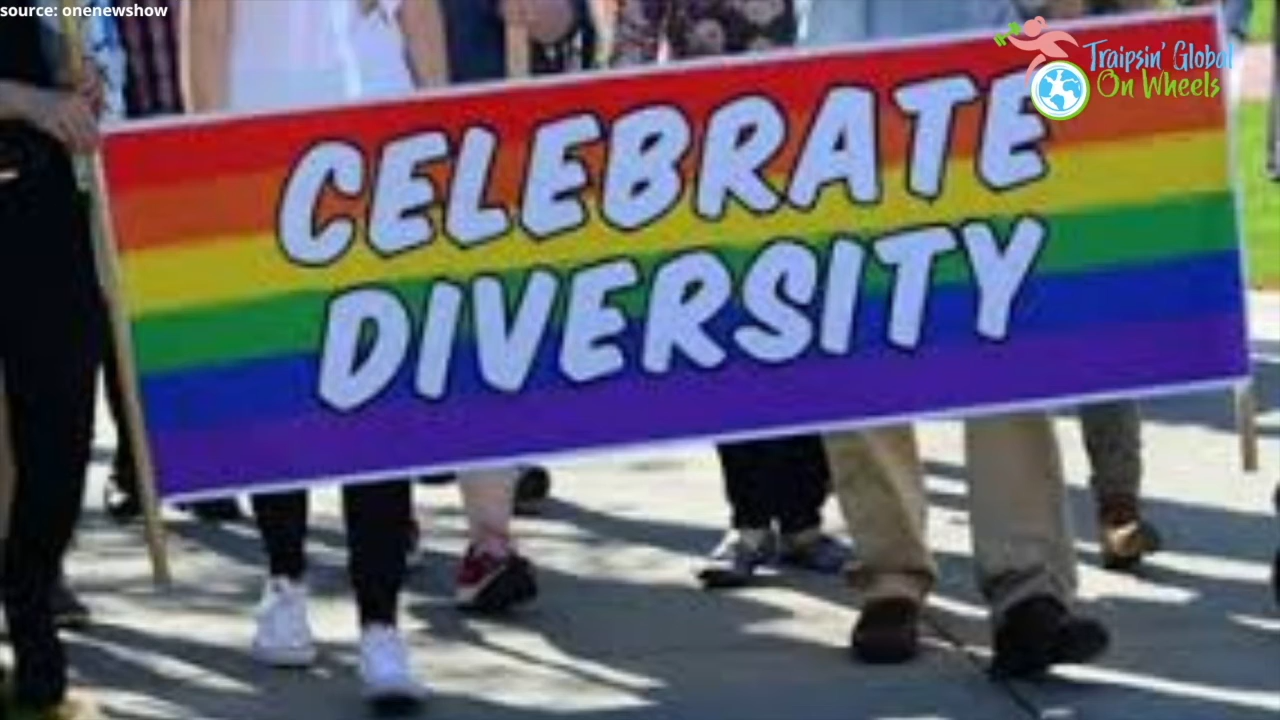 source: onenewshow
Traipsin' Global
On Wheels
CELEBRATE
DIVERSITY